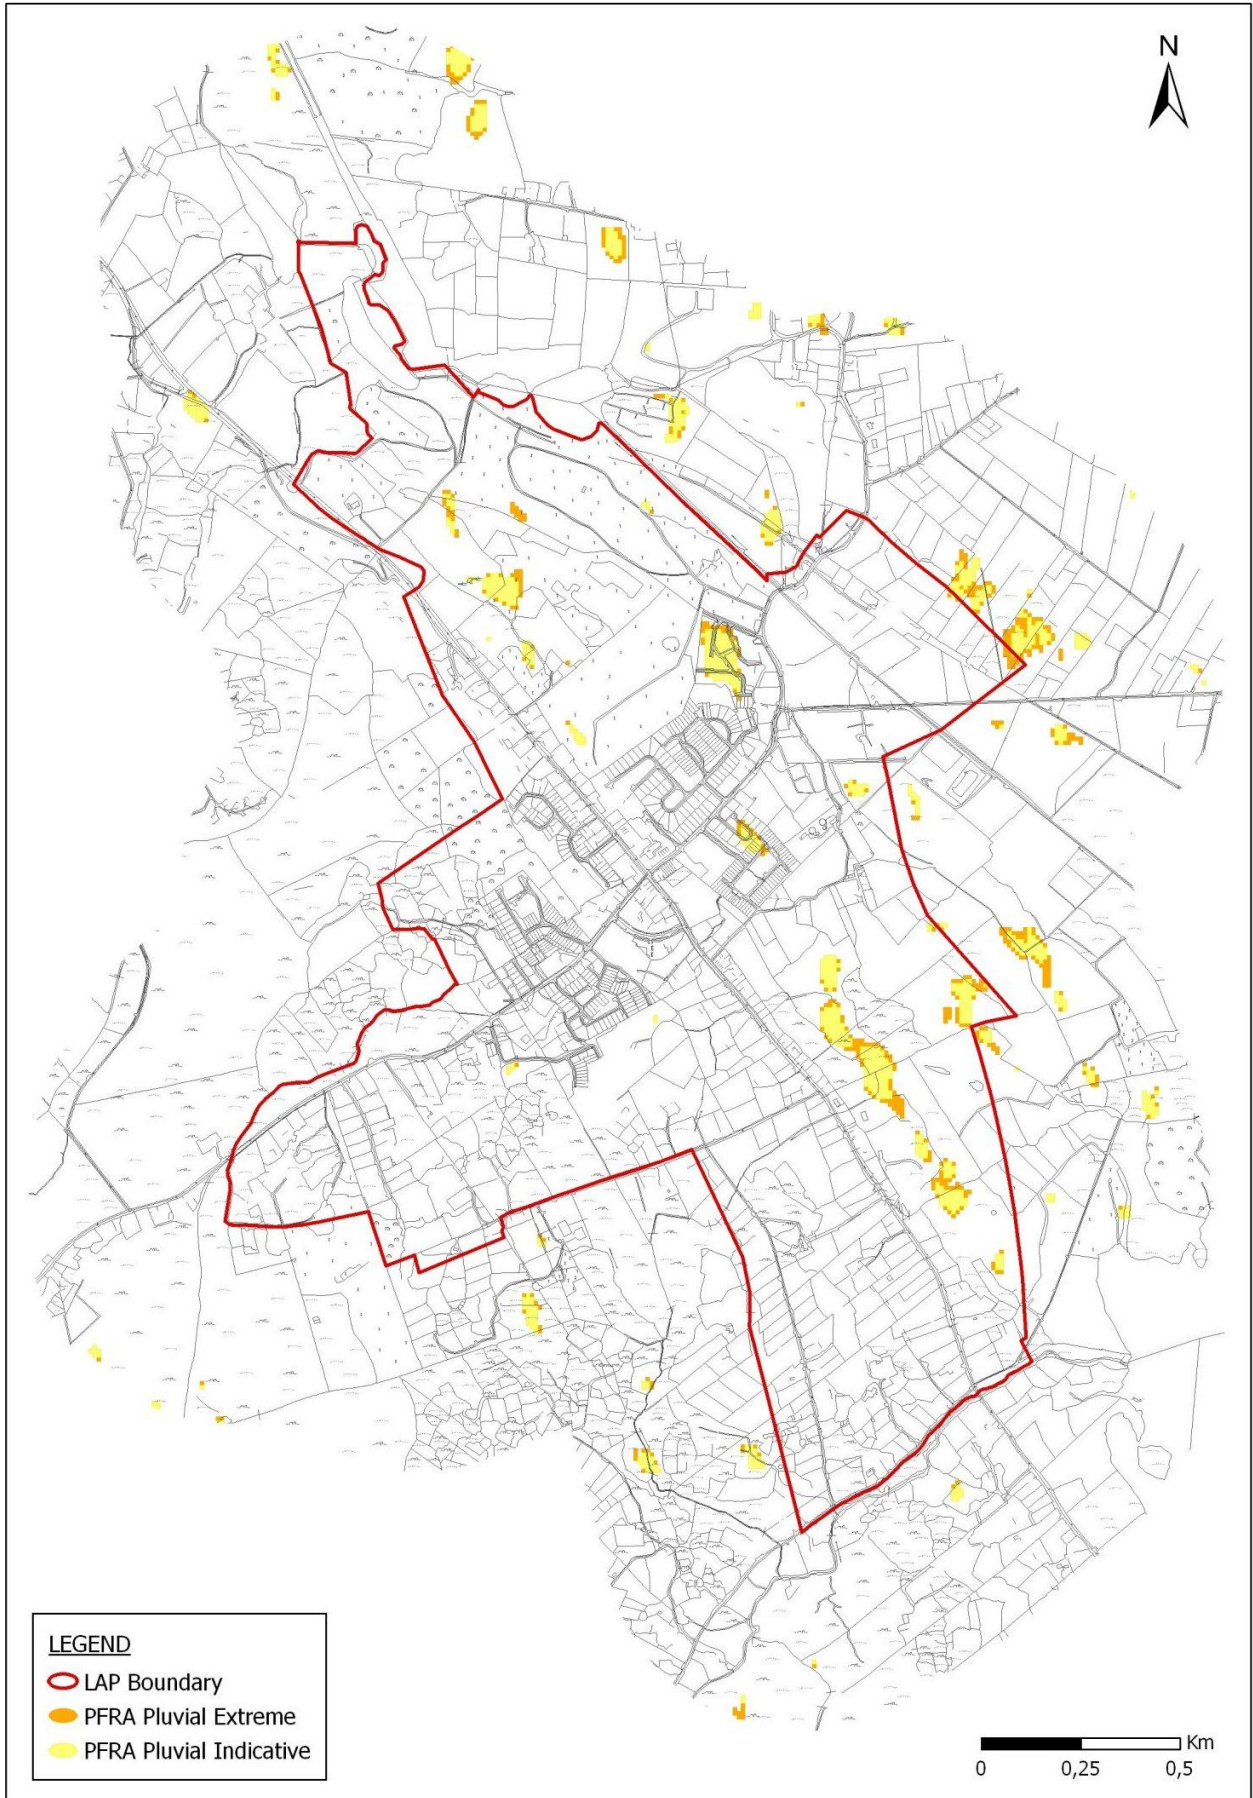 N
LEGEND
LAP Boundary
PFRA Pluvial Extreme
PFRA Pluvial Indicative
Km
0 0,25 0,5